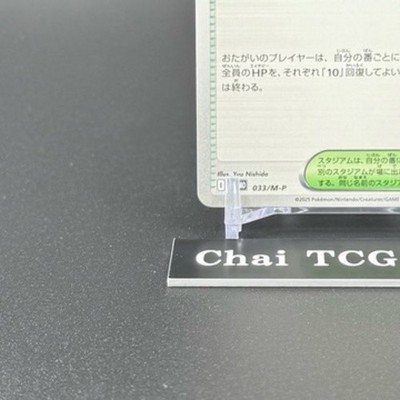 おたがいのプレイヤーは、自分の番ごとに
全員のHPを、それぞれ「10」回復してよい
は終わる。
スタジアムは、自分の番に
別のスタジアムが場に出
する。同じ名前のスタジ
Illus. You Nishida
033/M-P
©2025 Pokémon/Nintendo/Creatures/GAME
Chai TCG